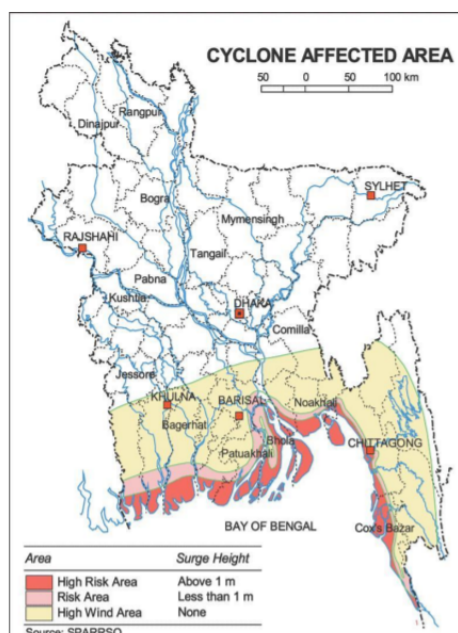 CYCLONE AFFECTED AREA
50 0 50 100 km
Rangpur
Dinajpur
SYLHET
Bogra
Mymensingh
RAJSHAHI
Tangail
Pabna
Kushtia
DHAKA
Comilla
Jessore
KHULNA
BARISAL
Noakhali
Bagerhat
Bhola
CHITTAGONG
Patuakhali
BAY OF BENGAL
Cox's Bazar
Area Surge Height
High Risk Area Above 1 m
Risk Area Less than 1 m
High Wind Area None
Source: SPARRSO